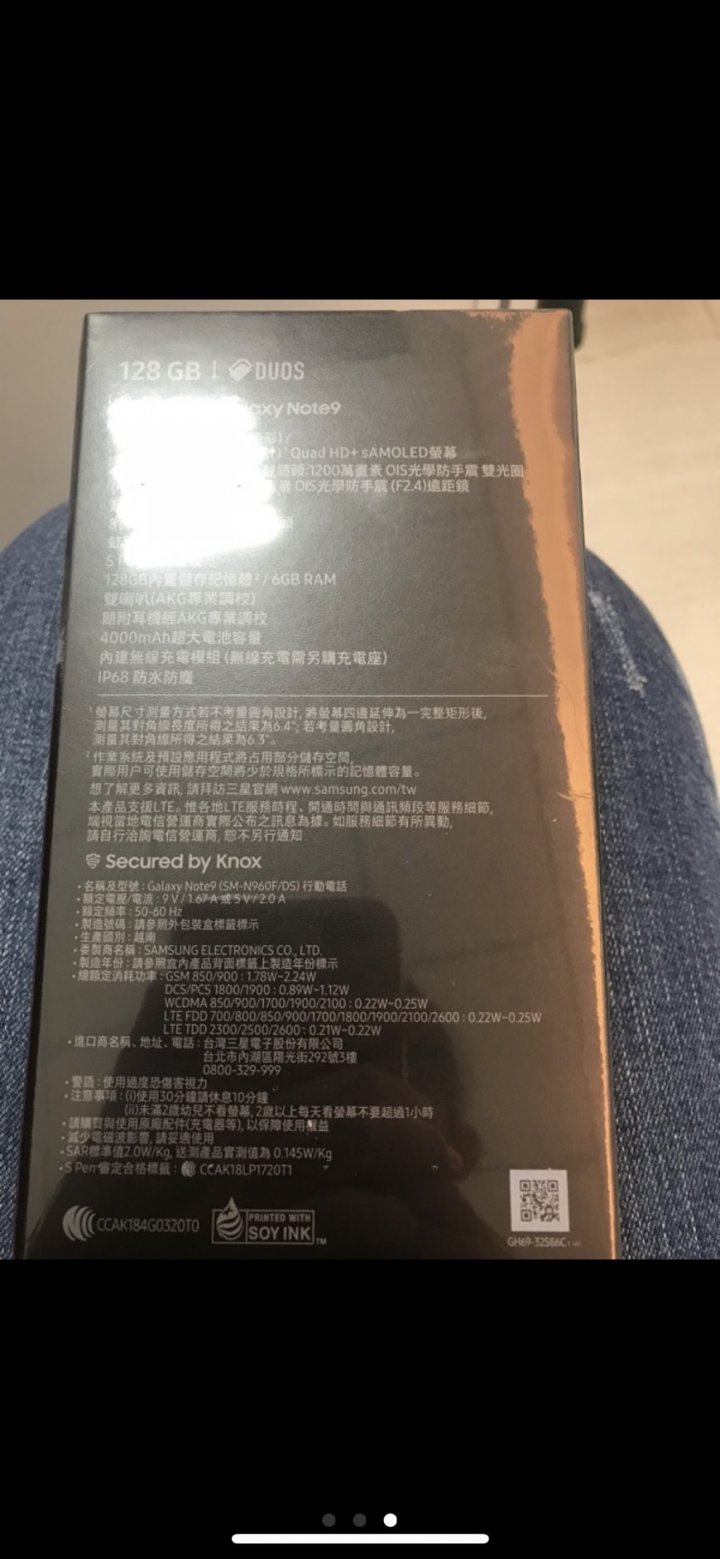 128 GB | DUOS
axy Note9
Quad HD+ sAMOLED螢幕
雙鏡頭:1200萬畫素 OIS光學防手震 雙光圈
素 OIS光學防手震 (F2.4)遠距鏡
128GB內置儲存記憶體² / 6GB RAM
雙喇叭(AKG專業調校)
隨附耳機經AKG專業調校
4000mAh超大電池容量
內建無線充電模組 (無線充電需另購充電座)
IP68 防水防塵
¹ 螢幕尺寸測量方式若不考量圓角設計, 將螢幕四邊延伸為一完整矩形後,
測量其對角線長度所得之結果為6.4"; 若考量圓角設計,
測量其對角線所得之結果為6.3"。
² 作業系統及預設應用程式將占用部分儲存空間,
實際用戶可使用儲存空間將少於規格所標示的記憶體容量。
想了解更多資訊, 請拜訪三星官網 www.samsung.com/tw
本產品支援LTE。惟各地LTE服務時程、開通時間與通訊頻段等服務細節,
端視當地電信營運商實際公布之訊息為據。如服務細節有所異動,
請自行洽詢電信營運商, 恕不另行通知
Secured by Knox
• 名稱及型號 : Galaxy Note9 (SM-N960F/DS) 行動電話
• 額定電壓/電流 : 9 V / 1.67 A 或 5 V / 2.0 A
• 額定頻率 : 50-60 Hz
• 製造號碼 : 請參照外包裝盒標籤標示
• 生產國別 : 越南
• 委製商名稱 : SAMSUNG ELECTRONICS CO., LTD.
• 製造年份 : 請參照盒內產品背面標籤上製造年份標示
• 總額定消耗功率 : GSM 850/900 : 1.78W~2.24W
DCS/PCS 1800/1900 : 0.89W~1.12W
WCDMA 850/900/1700/1900/2100 : 0.22W~0.25W
LTE FDD 700/800/850/900/1700/1800/1900/2100/2600 : 0.22W~0.25W
LTE TDD 2300/2500/2600 : 0.21W~0.22W
• 進口商名稱、地址、電話 : 台灣三星電子股份有限公司
台北市內湖區陽光街292號3樓
0800-329-999
• 警語 : 使用過度恐傷害視力
• 注意事項 : (i)使用30分鐘請休息10分鐘
(ii)未滿2歲幼兒不看螢幕, 2歲以上每天看螢幕不要超過1小時
• 請購買與使用原廠配件(充電器等), 以保障使用權益
• 減少電磁波影響, 請妥適使用
• SAR標準值2.0W/Kg, 送測產品實測值為 0.145W/Kg
• S Pen 審定合格標籤 : CCAK18LP1720T1
CCAK184G0320T0
PRINTED WITH
SOY INK TM
GH69-32586C